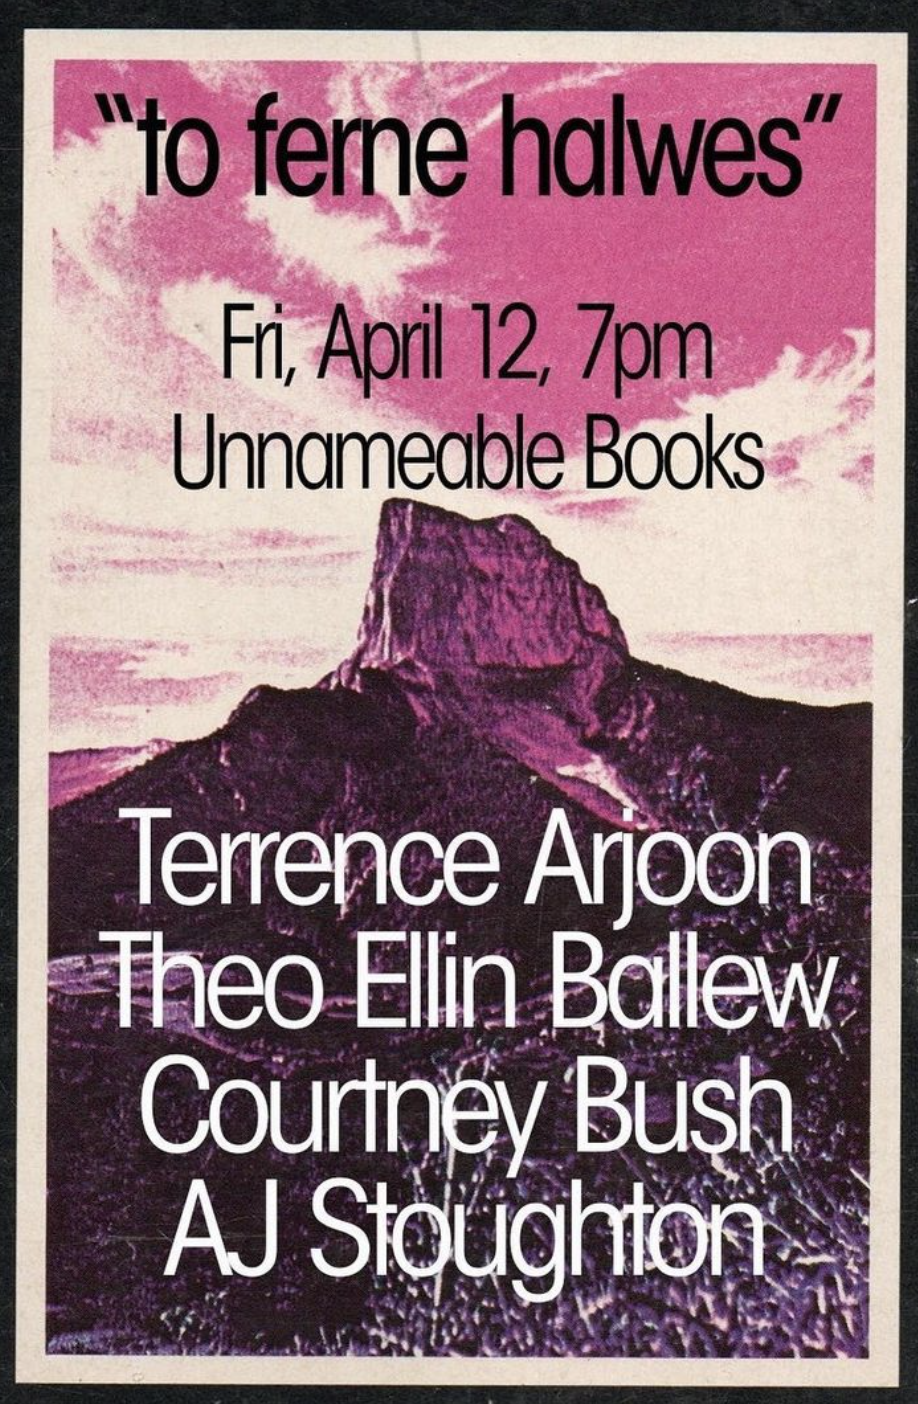 "to ferne halwes"
Fri, April 12, 7pm
Unnameable Books
Terrence Arjoon
Theo Ellin Ballew
Courtney Bush
AJ Stoughton